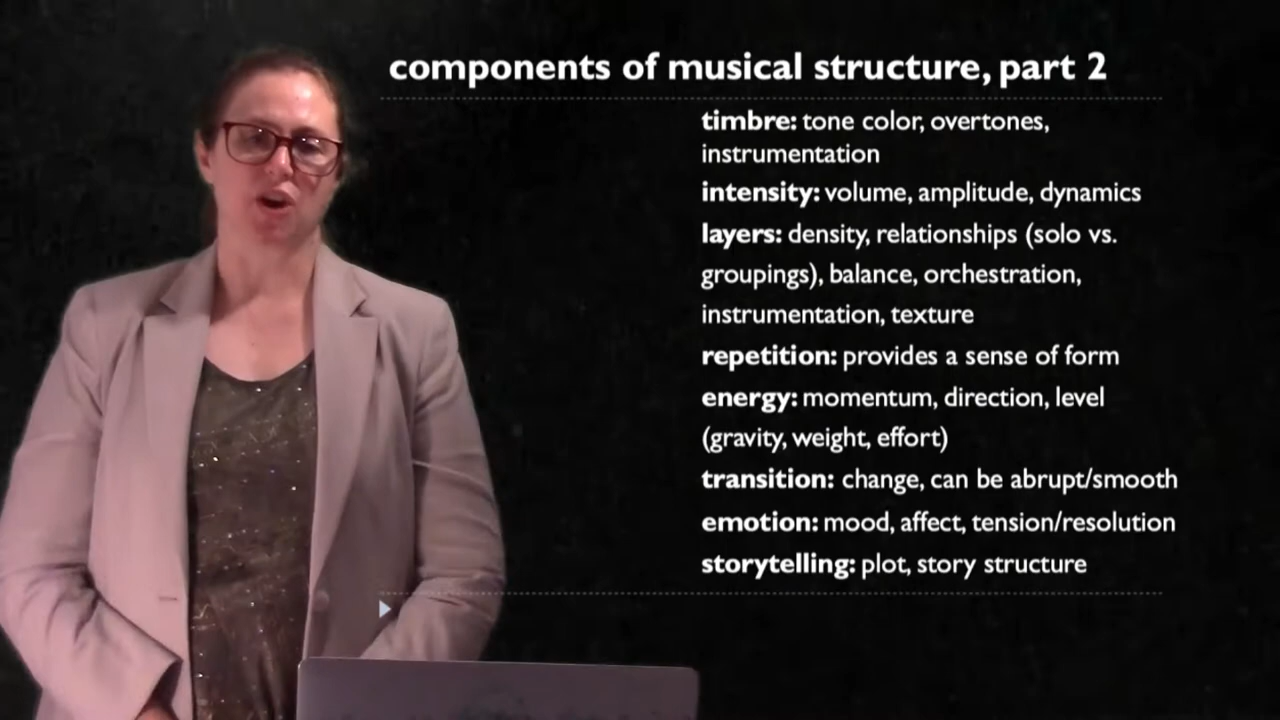 components of musical structure, part 2
timbre: tone color, overtones,
instrumentation
intensity: volume, amplitude, dynamics
layers: density, relationships (solo vs.
groupings), balance, orchestration,
instrumentation, texture
repetition: provides a sense of form
energy: momentum, direction, level
(gravity, weight, effort)
transition: change, can be abrupt/smooth
emotion: mood, affect, tension/resolution
storytelling: plot, story structure